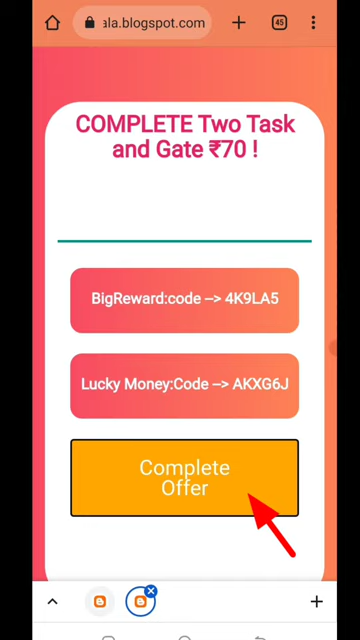 ala.blogspot.com
45
COMPLETE Two Task
and Gate ₹70 !
BigReward:code --> 4K9LA5
Lucky Money:Code --> AKXG6J
Complete
Offer